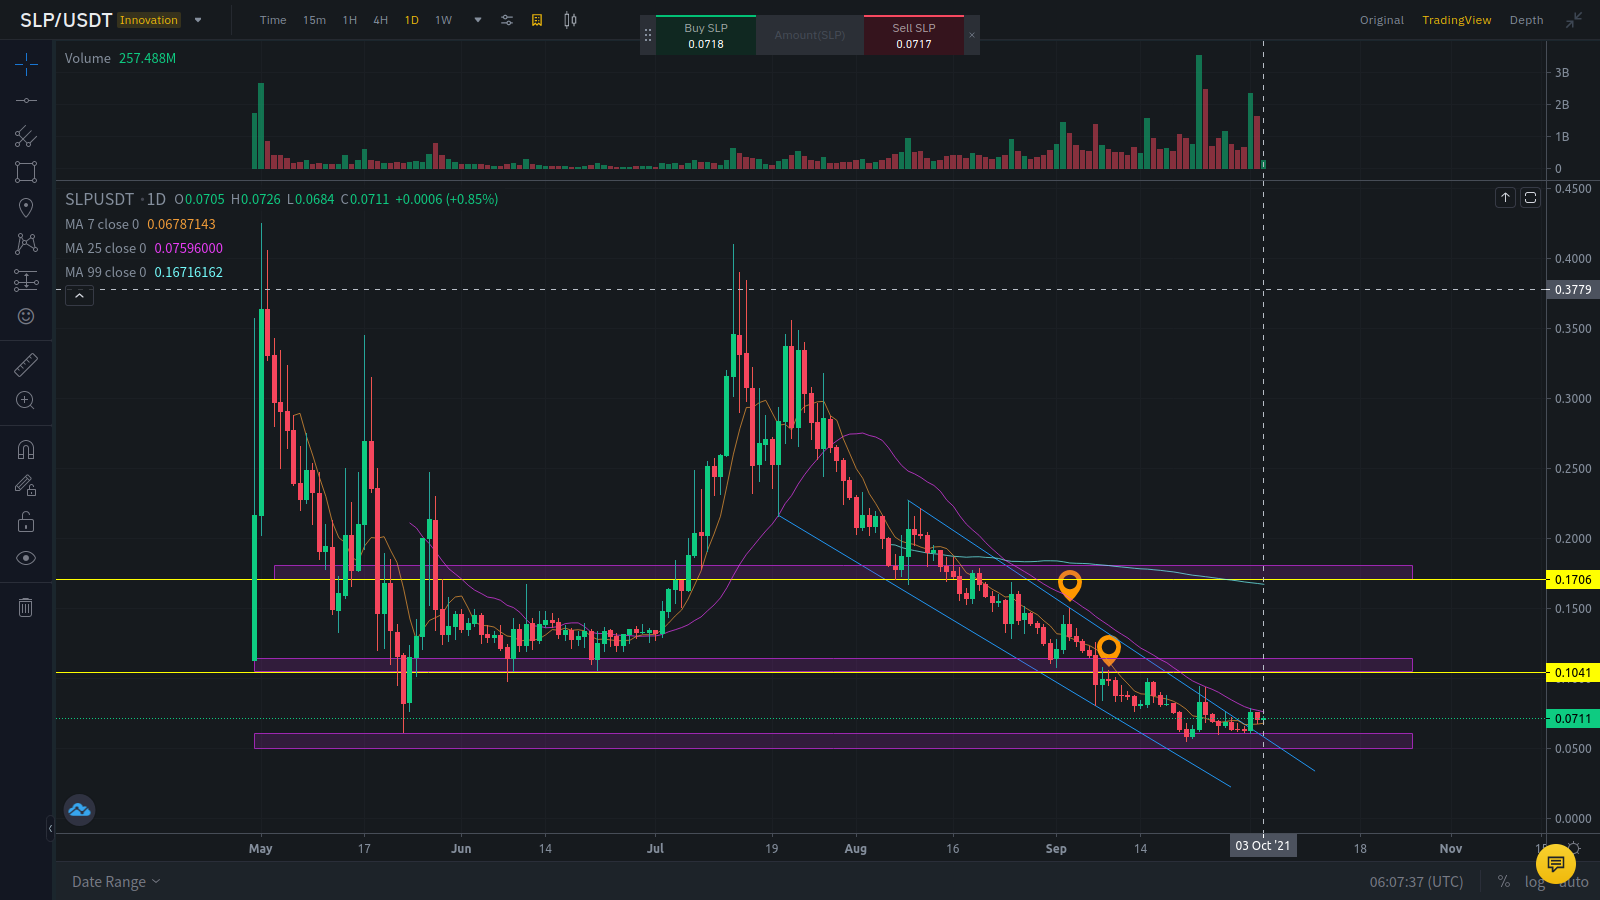 SLP/USDT Innovation
Time 15m 1H 4H 1D 1W
Buy SLP
0.0718
Amount(SLP)
Sell SLP
0.0717
×
Original TradingView Depth
Volume 257.488M
3B
2B
1B
0
SLPUSDT · 1D O0.0705 H0.0726 L0.0684 C0.0711 +0.0006 (+0.85%)
MA 7 close 0 0.06787143
MA 25 close 0 0.07596000
MA 99 close 0 0.16716162
0.4500
0.4000
0.3779
0.3500
0.3000
0.2500
0.2000
0.1706
0.1500
0.1041
0.0711
0.0500
0.0000
May 17 Jun 14 Jul 19 Aug 16 Sep 14 03 Oct '21 18 Nov
Date Range
06:07:37 (UTC) % log auto